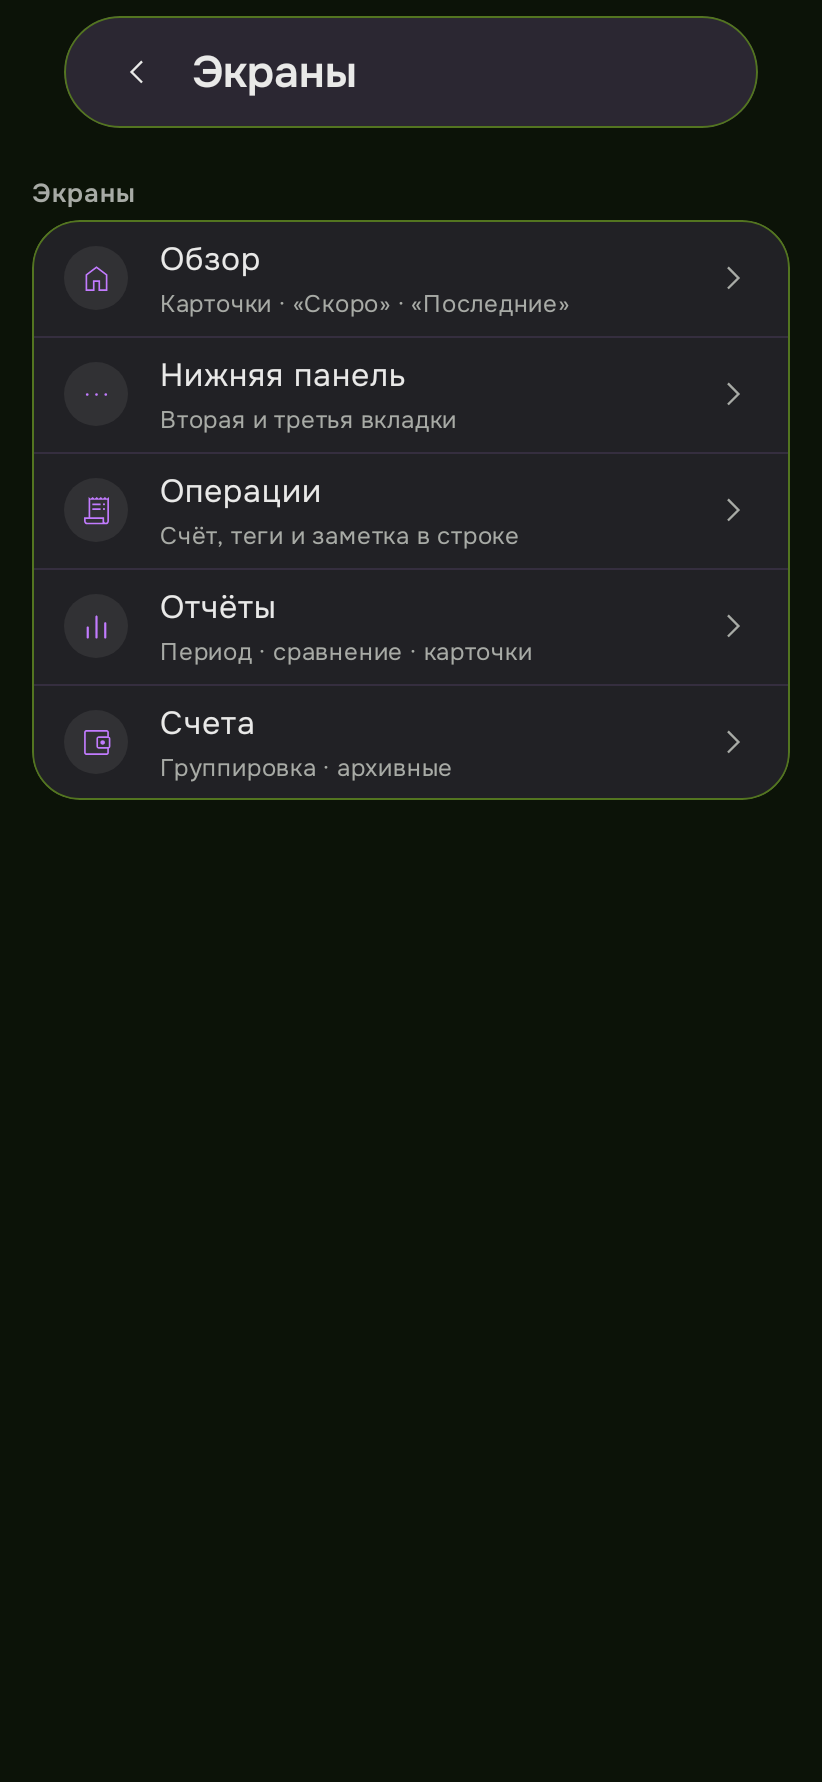 Экраны
Экраны
Обзор
Карточки · «Скоро» · «Последние»
Нижняя панель
Вторая и третья вкладки
Операции
Счёт, теги и заметка в строке
Отчёты
Период · сравнение · карточки
Счета
Группировка · архивные